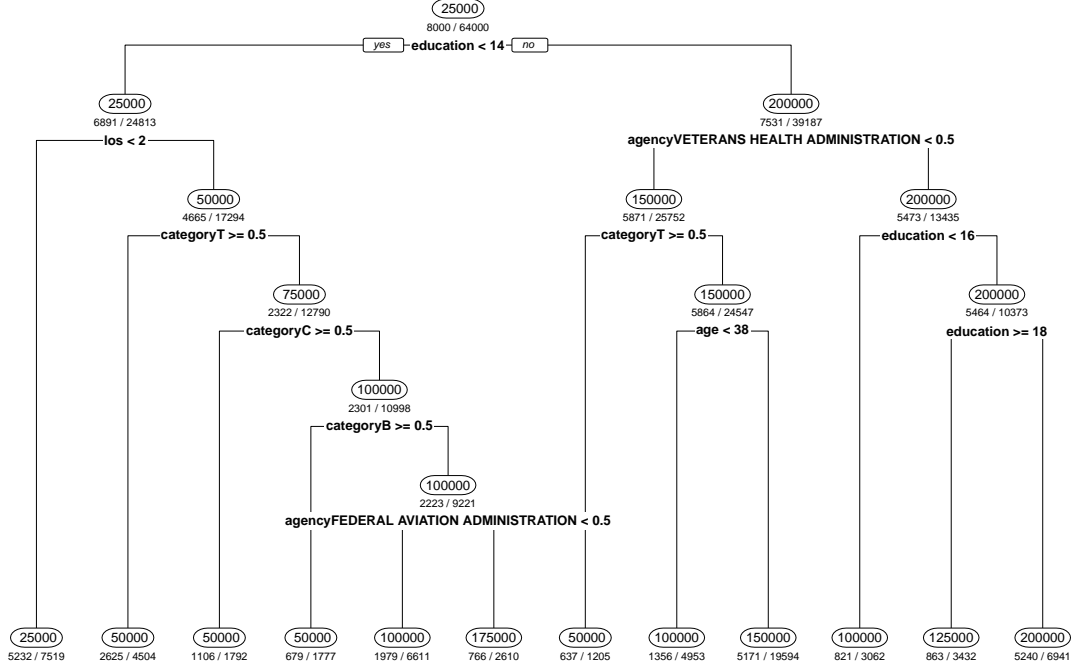 25000
8000 / 64000
yes education < 14 no
25000
6891 / 24813
los < 2
200000
7531 / 39187
agencyVETERANS HEALTH ADMINISTRATION < 0.5
50000
4665 / 17294
categoryT >= 0.5
150000
5871 / 25752
categoryT >= 0.5
200000
5473 / 13435
education < 16
75000
2322 / 12790
categoryC >= 0.5
150000
5864 / 24547
age < 38
200000
5464 / 10373
education >= 18
100000
2301 / 10998
categoryB >= 0.5
100000
2223 / 9221
agencyFEDERAL AVIATION ADMINISTRATION < 0.5
25000
5232 / 7519
50000
2625 / 4504
50000
1106 / 1792
50000
679 / 1777
100000
1979 / 6611
175000
766 / 2610
50000
637 / 1205
100000
1356 / 4953
150000
5171 / 19594
100000
821 / 3062
125000
863 / 3432
200000
5240 / 6941